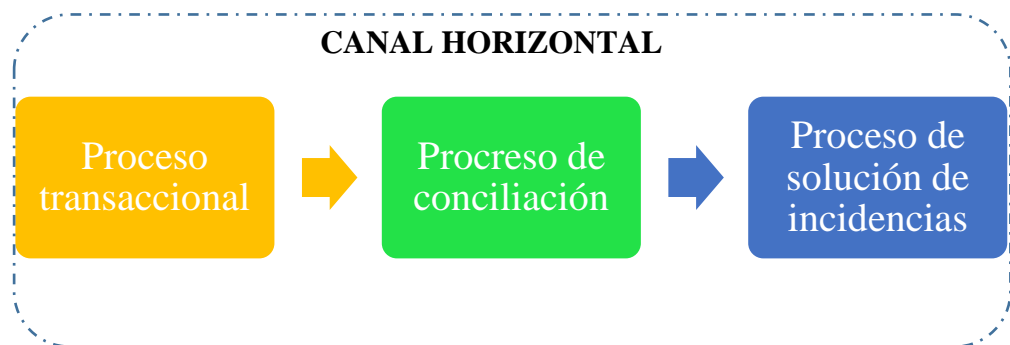 CANAL HORIZONTAL
Proceso
transaccional
Procreso de
conciliación
Proceso de
solución de
incidencias